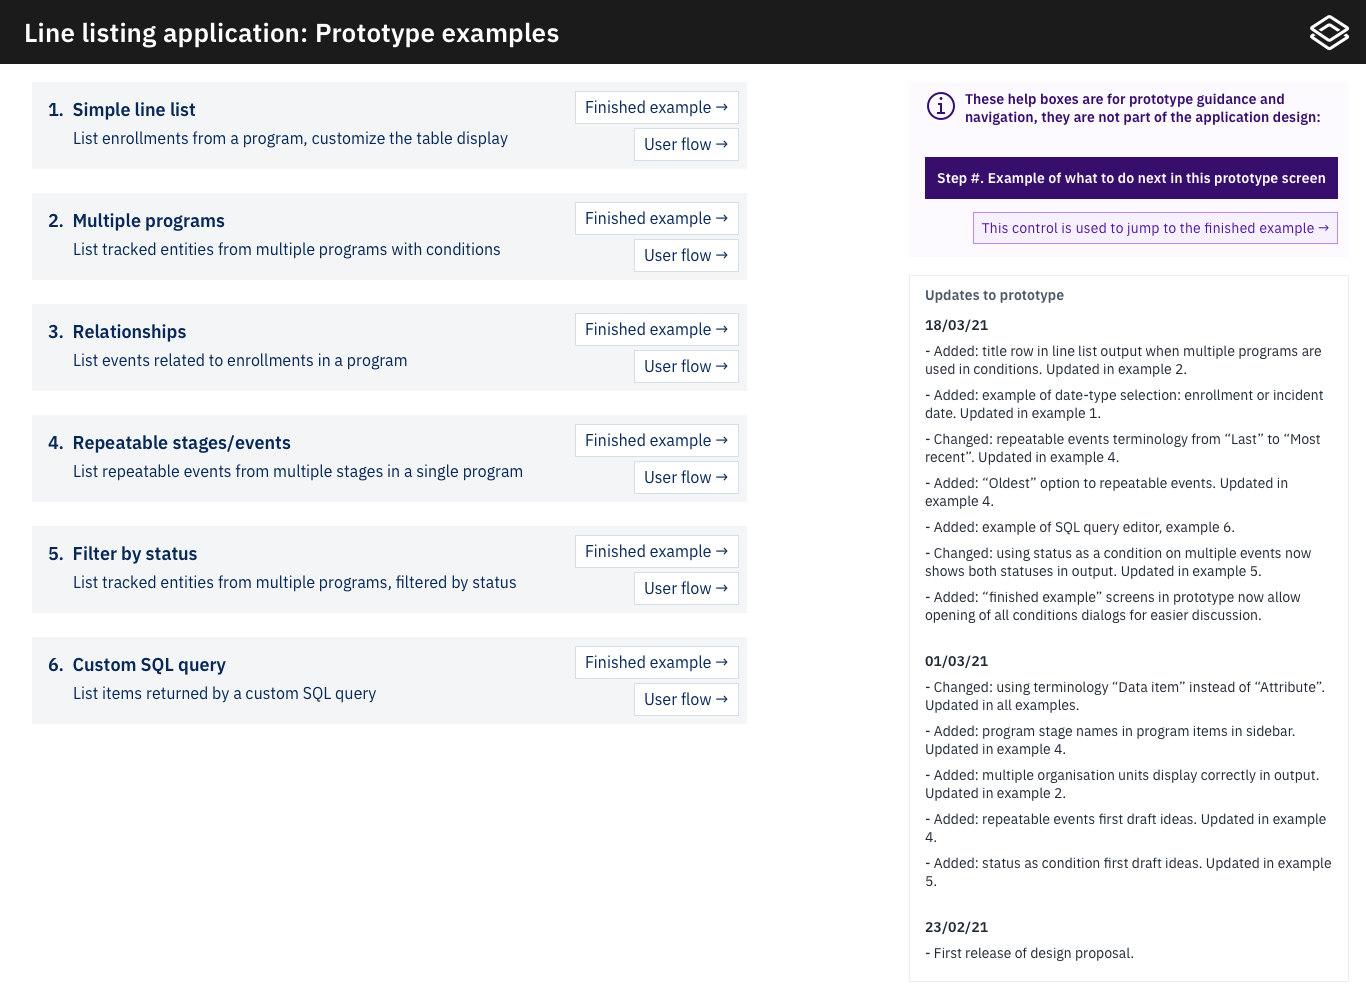 Line listing application: Prototype examples
1. Simple line list
List enrollments from a program, customize the table display
Finished example →
User flow →
2. Multiple programs
List tracked entities from multiple programs with conditions
Finished example →
User flow →
3. Relationships
List events related to enrollments in a program
Finished example →
User flow →
4. Repeatable stages/events
List repeatable events from multiple stages in a single program
Finished example →
User flow →
5. Filter by status
List tracked entities from multiple programs, filtered by status
Finished example →
User flow →
6. Custom SQL query
List items returned by a custom SQL query
Finished example →
User flow →
These help boxes are for prototype guidance and
navigation, they are not part of the application design:
Step #. Example of what to do next in this prototype screen
This control is used to jump to the finished example →
Updates to prototype
18/03/21
- Added: title row in line list output when multiple programs are
used in conditions. Updated in example 2.
- Added: example of date-type selection: enrollment or incident
date. Updated in example 1.
- Changed: repeatable events terminology from “Last” to “Most
recent”. Updated in example 4.
- Added: “Oldest” option to repeatable events. Updated in
example 4.
- Added: example of SQL query editor, example 6.
- Changed: using status as a condition on multiple events now
shows both statuses in output. Updated in example 5.
- Added: “finished example” screens in prototype now allow
opening of all conditions dialogs for easier discussion.
01/03/21
- Changed: using terminology “Data item” instead of “Attribute”.
Updated in all examples.
- Added: program stage names in program items in sidebar.
Updated in example 4.
- Added: multiple organisation units display correctly in output.
Updated in example 2.
- Added: repeatable events first draft ideas. Updated in example
4.
- Added: status as condition first draft ideas. Updated in example
5.
23/02/21
- First release of design proposal.